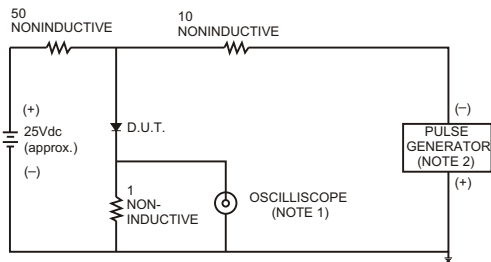 50
NONINDUCTIVE
10
NONINDUCTIVE
(+)
25Vdc
(approx.)
(–)
D.U.T.
1
NON-
INDUCTIVE
OSCILLISCOPE
(NOTE 1)
(–)
PULSE
GENERATOR
(NOTE 2)
(+)